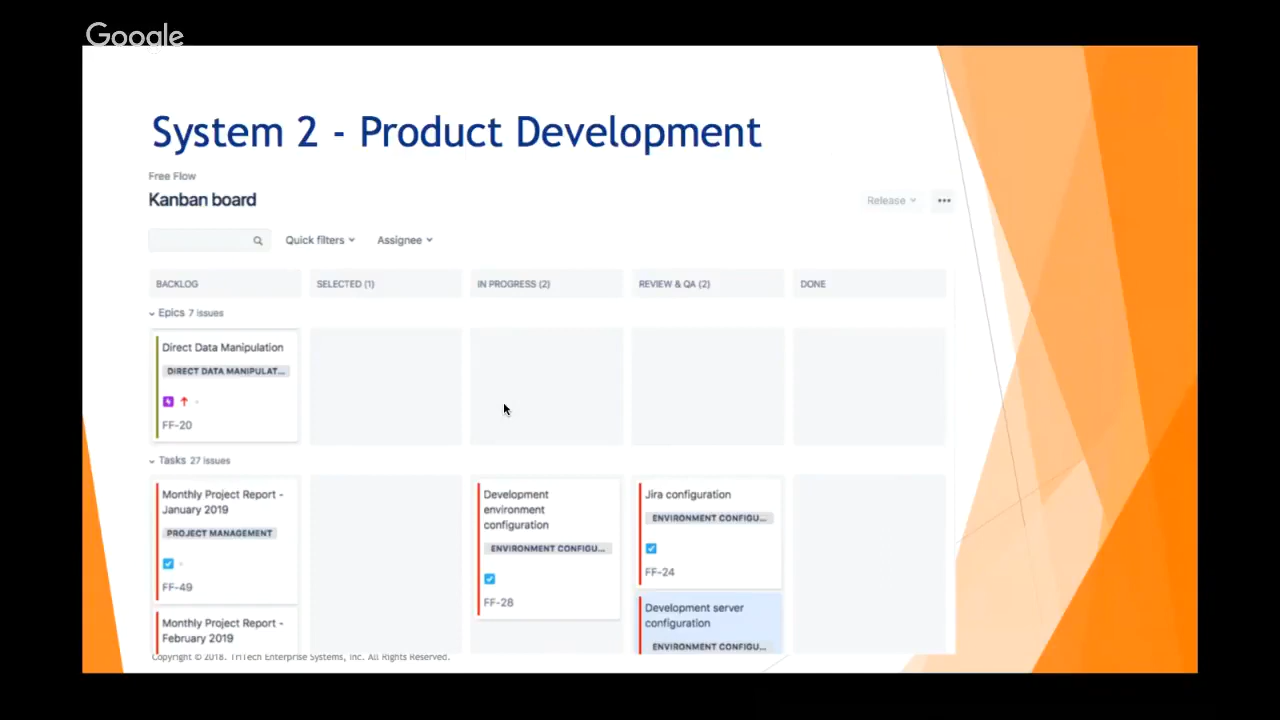 Google
System 2 - Product Development
Free Flow
Kanban board
Release
Quick filters
Assignee
BACKLOG
SELECTED (1)
IN PROGRESS (2)
REVIEW & QA (2)
DONE
Epics 7 issues
Direct Data Manipulation
DIRECT DATA MANIPULAT...
FF-20
Tasks 27 issues
Monthly Project Report -
January 2019
PROJECT MANAGEMENT
FF-49
Monthly Project Report -
February 2019
Development
environment
configuration
ENVIRONMENT CONFIGU...
FF-28
Jira configuration
ENVIRONMENT CONFIGU...
FF-24
Development server
configuration
ENVIRONMENT CONFIGU...
Copyright © 2018. TriTech Enterprise Systems, Inc. All Rights Reserved.